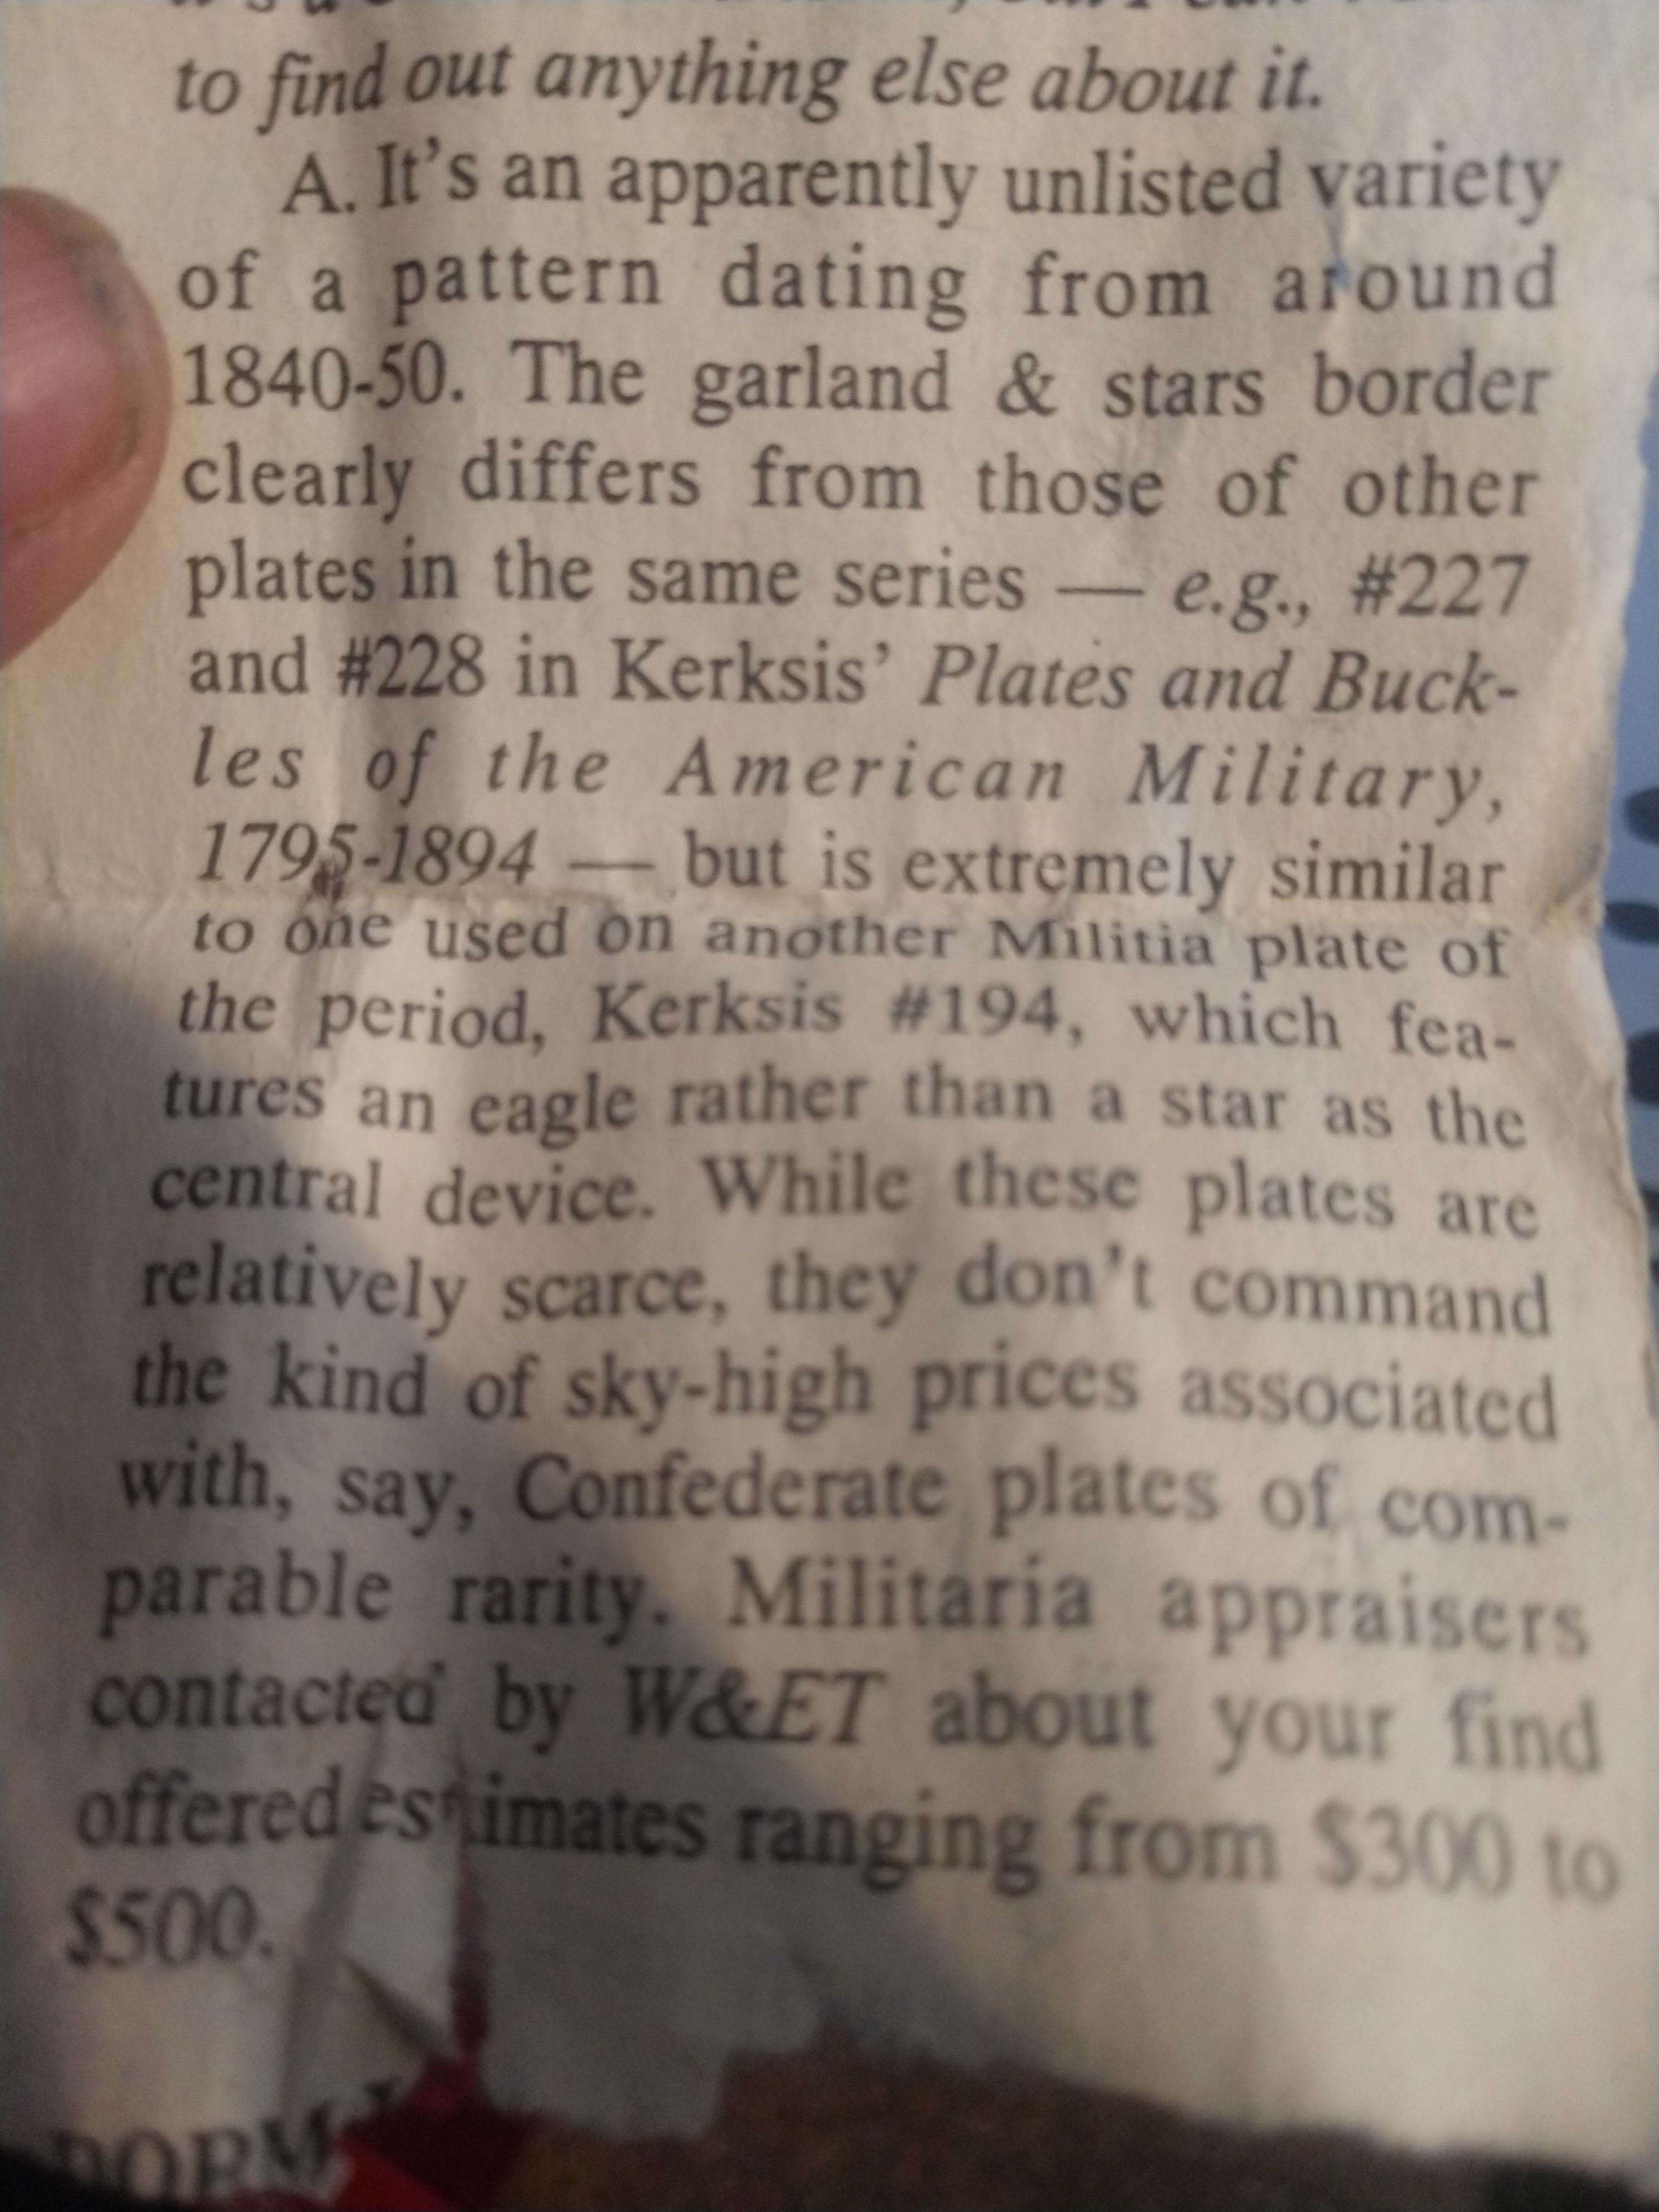 to find out anything else about it.
A. It's an apparently unlisted variety
of a pattern dating from around
1840-50. The garland & stars border
clearly differs from those of other
plates in the same series — e.g., #227
and #228 in Kerksis' Plates and Buck-
les of the American Military,
1795-1894 — but is extremely similar
to one used on another Militia plate of
the period, Kerksis #194, which fea-
tures an eagle rather than a star as the
central device. While these plates are
relatively scarce, they don't command
the kind of sky-high prices associated
with, say, Confederate plates of com-
parable rarity. Militaria appraisers
contacted by W&ET about your find
offered estimates ranging from $300 to
$500.